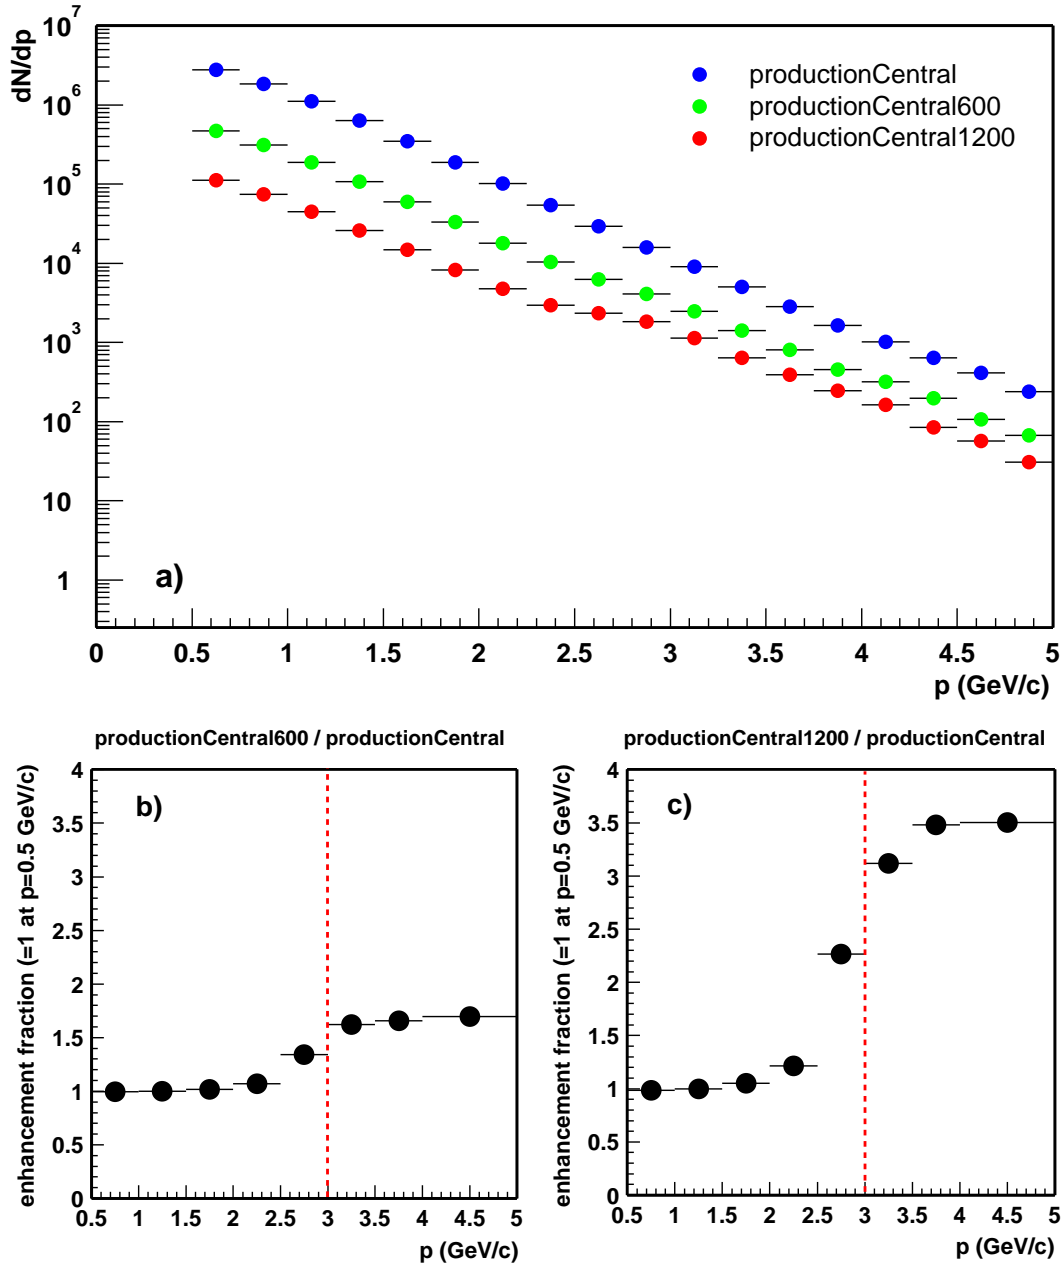 dN/dp
10^7
10^6
10^5
10^4
10^3
10^2
10
1
productionCentral
productionCentral600
productionCentral1200
a)
0 0.5 1 1.5 2 2.5 3 3.5 4 4.5 5
p (GeV/c)
productionCentral600 / productionCentral
enhancement fraction (=1 at p=0.5 GeV/c)
4
3.5
3
2.5
2
1.5
1
0.5
0
b)
0.5 1 1.5 2 2.5 3 3.5 4 4.5 5
p (GeV/c)
productionCentral1200 / productionCentral
enhancement fraction (=1 at p=0.5 GeV/c)
4
3.5
3
2.5
2
1.5
1
0.5
0
c)
0.5 1 1.5 2 2.5 3 3.5 4 4.5 5
p (GeV/c)